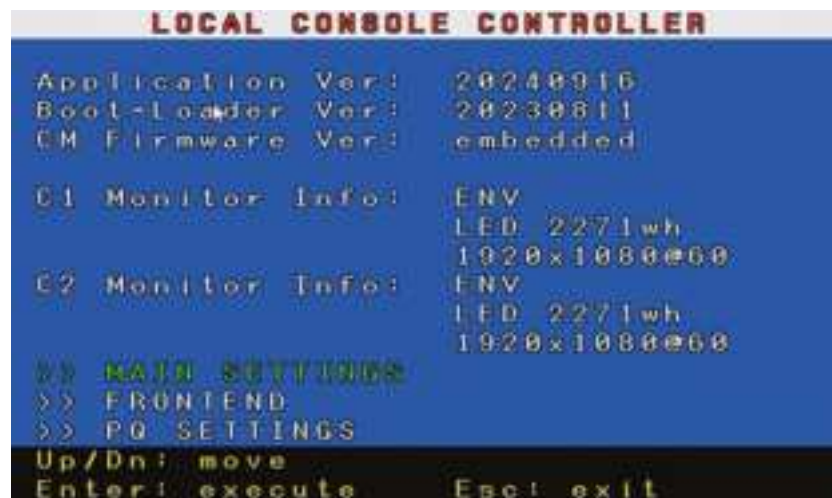 LOCAL CONSOLE CONTROLLER
Application Ver: 20240916
Boot-Loader Ver: 20230811
CM Firmware Ver: embedded
C1 Monitor Info: ENV
LED 2271wh
1920x1080@60
C2 Monitor Info: ENV
LED 2271wh
1920x1080@60
>> MAIN SETTINGS
>> FRONTEND
>> PQ SETTINGS
Up/Dn: move
Enter: execute Esc: exit